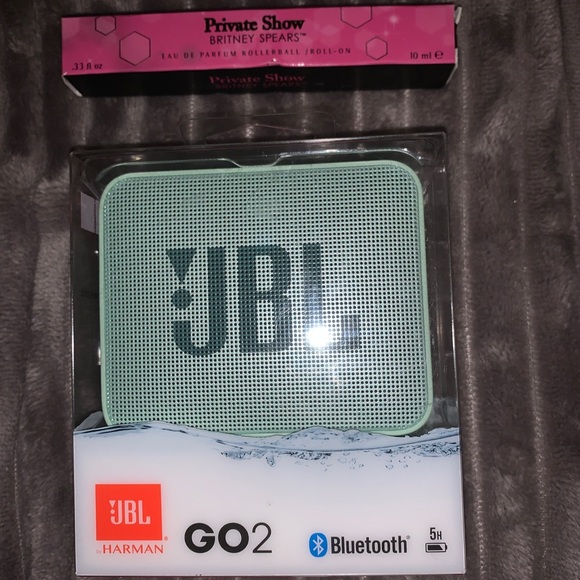 Private Show
BRITNEY SPEARS™
EAU DE PARFUM ROLLERBALL /ROLL-ON
.33 fl oz
10 ml ℮
Private Show
BRITNEY SPEARS™
JBL
JBL
by HARMAN®
GO2
Bluetooth®
5H